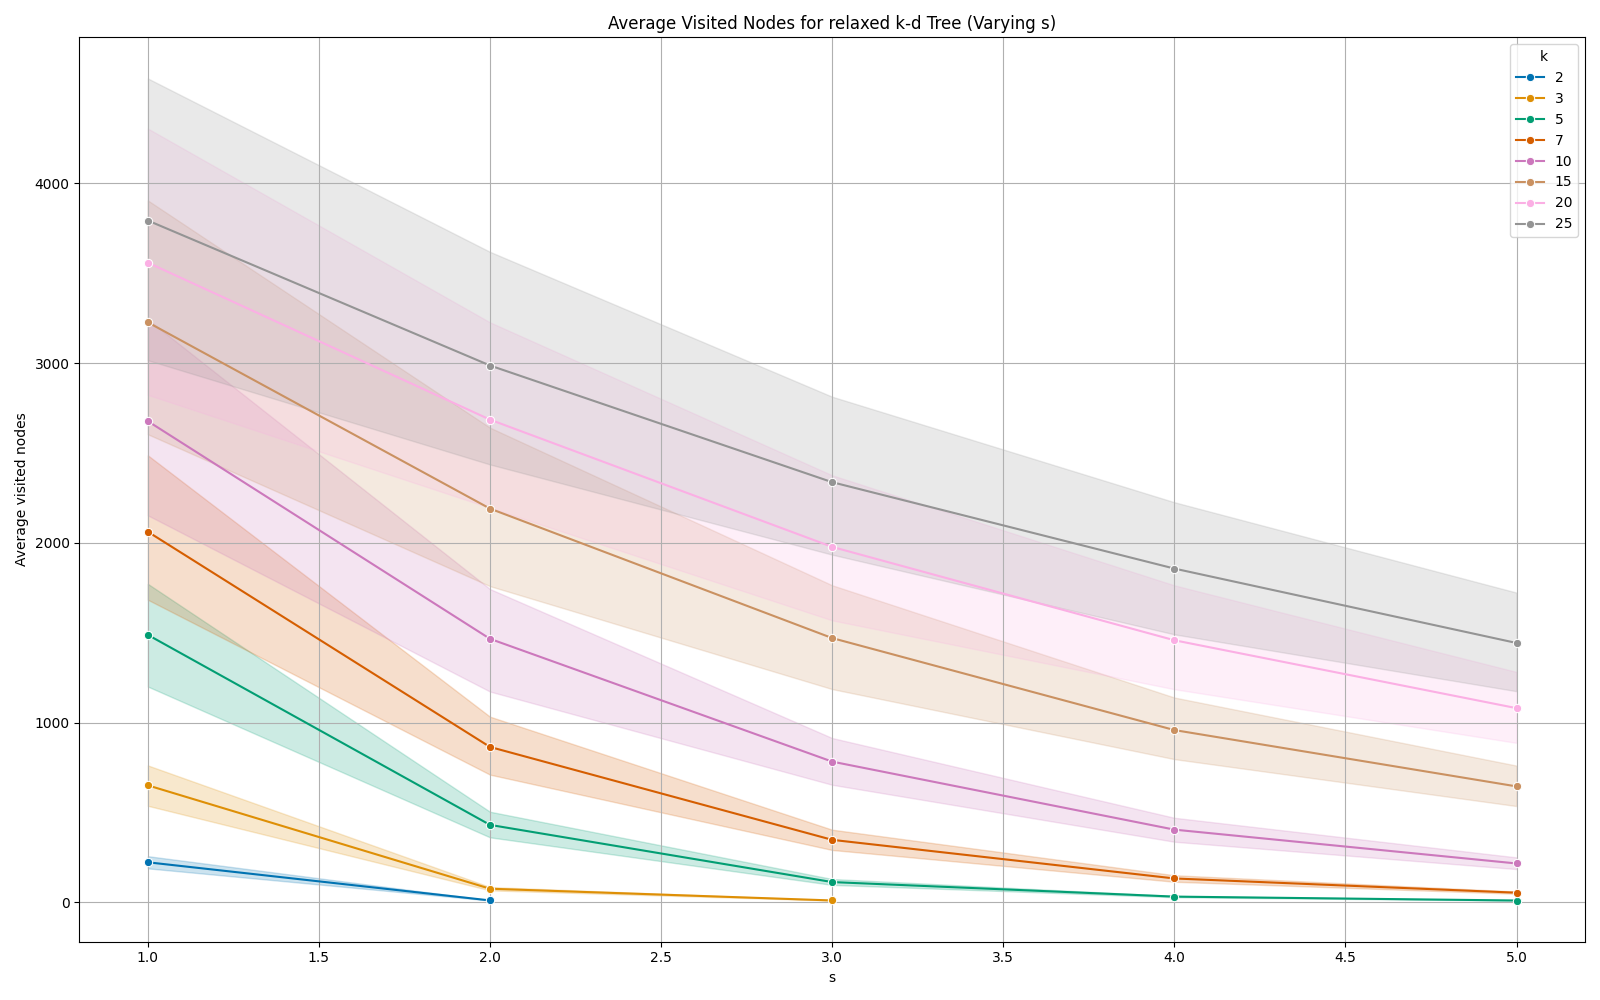 Average Visited Nodes for relaxed k-d Tree (Varying s)
k
2
3
5
7
10
15
20
25
Average visited nodes
4000
3000
2000
1000
0
1.0 1.5 2.0 2.5 3.0 3.5 4.0 4.5 5.0
s